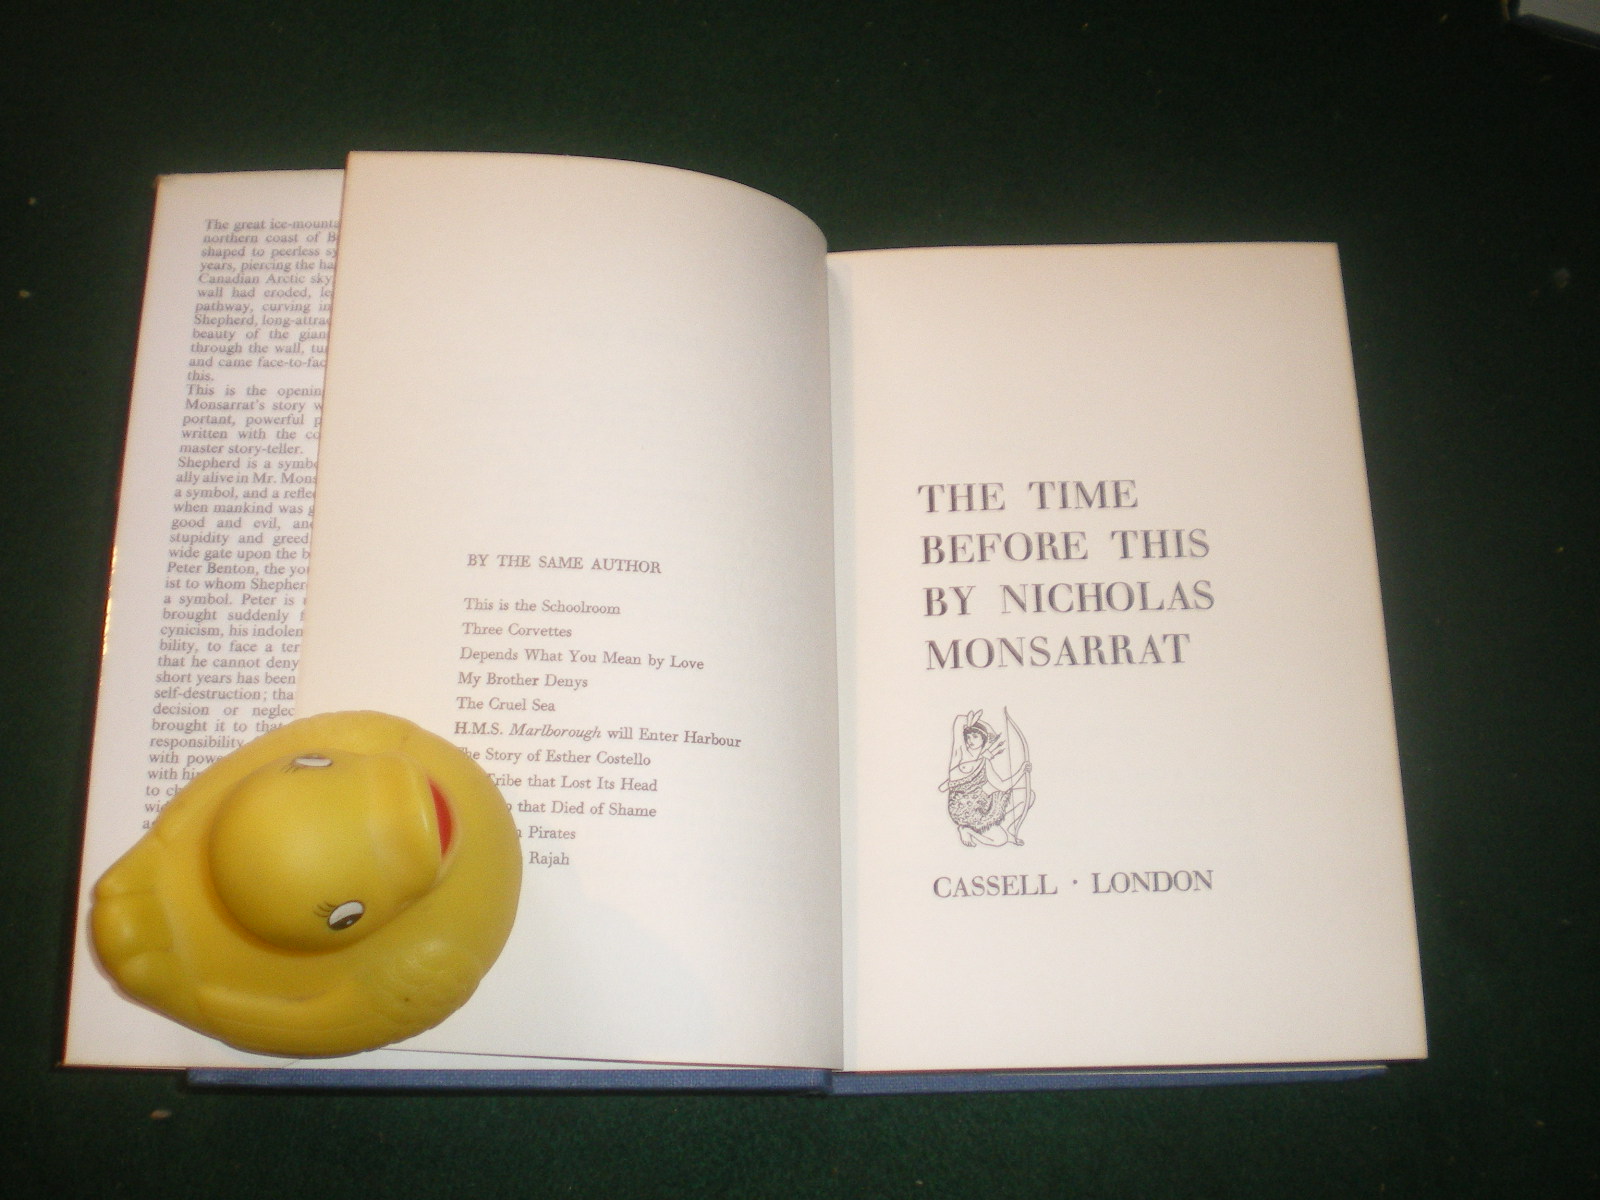 The great ice-mounta
northern coast of B
shaped to peerless sy
years, piercing the ha
Canadian Arctic sky
wall had eroded, le
pathway, curving in
Shepherd, long-attrac
beauty of the gian
through the wall, tu
and came face-to-fac
this.
This is the openin
Monsarrat's story w
portant, powerful p
written with the co
master story-teller.
Shepherd is a symb
ally alive in Mr. Mons
a symbol, and a refle
when mankind was g
good and evil, an
stupidity and greed
wide gate upon the b
Peter Benton, the yo
ist to whom Shepher
a symbol. Peter is
brought suddenly f
cynicism, his indolen
bility, to face a ter
that he cannot deny
short years has been
self-destruction; tha
decision or neglec
brought it to that
responsibility
with powe
with hi
to c
wi
a
BY THE SAME AUTHOR
This is the Schoolroom
Three Corvettes
Depends What You Mean by Love
My Brother Denys
The Cruel Sea
H.M.S. Marlborough will Enter Harbour
he Story of Esther Costello
Tribe that Lost Its Head
that Died of Shame
Pirates
Rajah
THE TIME
BEFORE THIS
BY NICHOLAS
MONSARRAT
CASSELL · LONDON